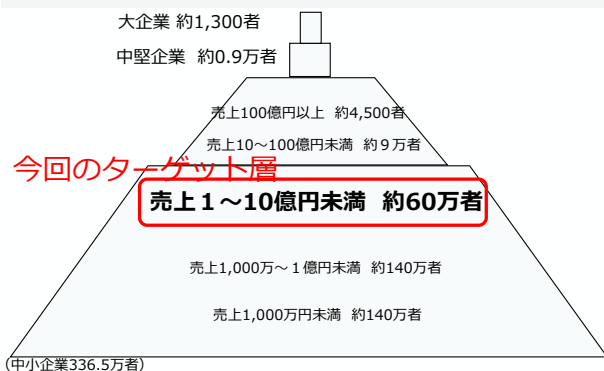 大企業 約1,300者
中堅企業 約0.9万者
売上100億円以上 約4,500者
売上10～100億円未満 約９万者
今回のターゲット層
売上１～10億円未満 約60万者
売上1,000万～１億円未満 約140万者
売上1,000万円未満 約140万者
（中小企業336.5万者）